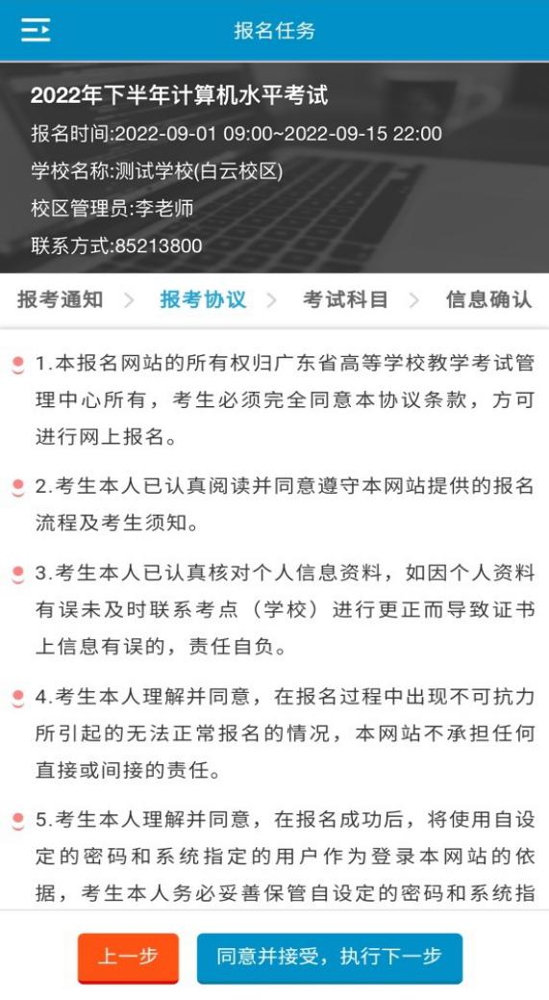 报名任务
2022年下半年计算机水平考试
报名时间:2022-09-01 09:00~2022-09-15 22:00
学校名称:测试学校(白云校区)
校区管理员:李老师
联系方式:85213800
报考通知 > 报考协议 > 考试科目 > 信息确认
1.本报名网站的所有权归广东省高等学校教学考试管
理中心所有，考生必须完全同意本协议条款，方可
进行网上报名。
2.考生本人已认真阅读并同意遵守本网站提供的报名
流程及考生须知。
3.考生本人已认真核对个人信息资料，如因个人资料
有误未及时联系考点（学校）进行更正而导致证书
上信息有误的，责任自负。
4.考生本人理解并同意，在报名过程中出现不可抗力
所引起的无法正常报名的情况，本网站不承担任何
直接或间接的责任。
5.考生本人理解并同意，在报名成功后，将使用自设
定的密码和系统指定的用户作为登录本网站的依
据，考生本人务必妥善保管自设定的密码和系统指
上一步 同意并接受，执行下一步